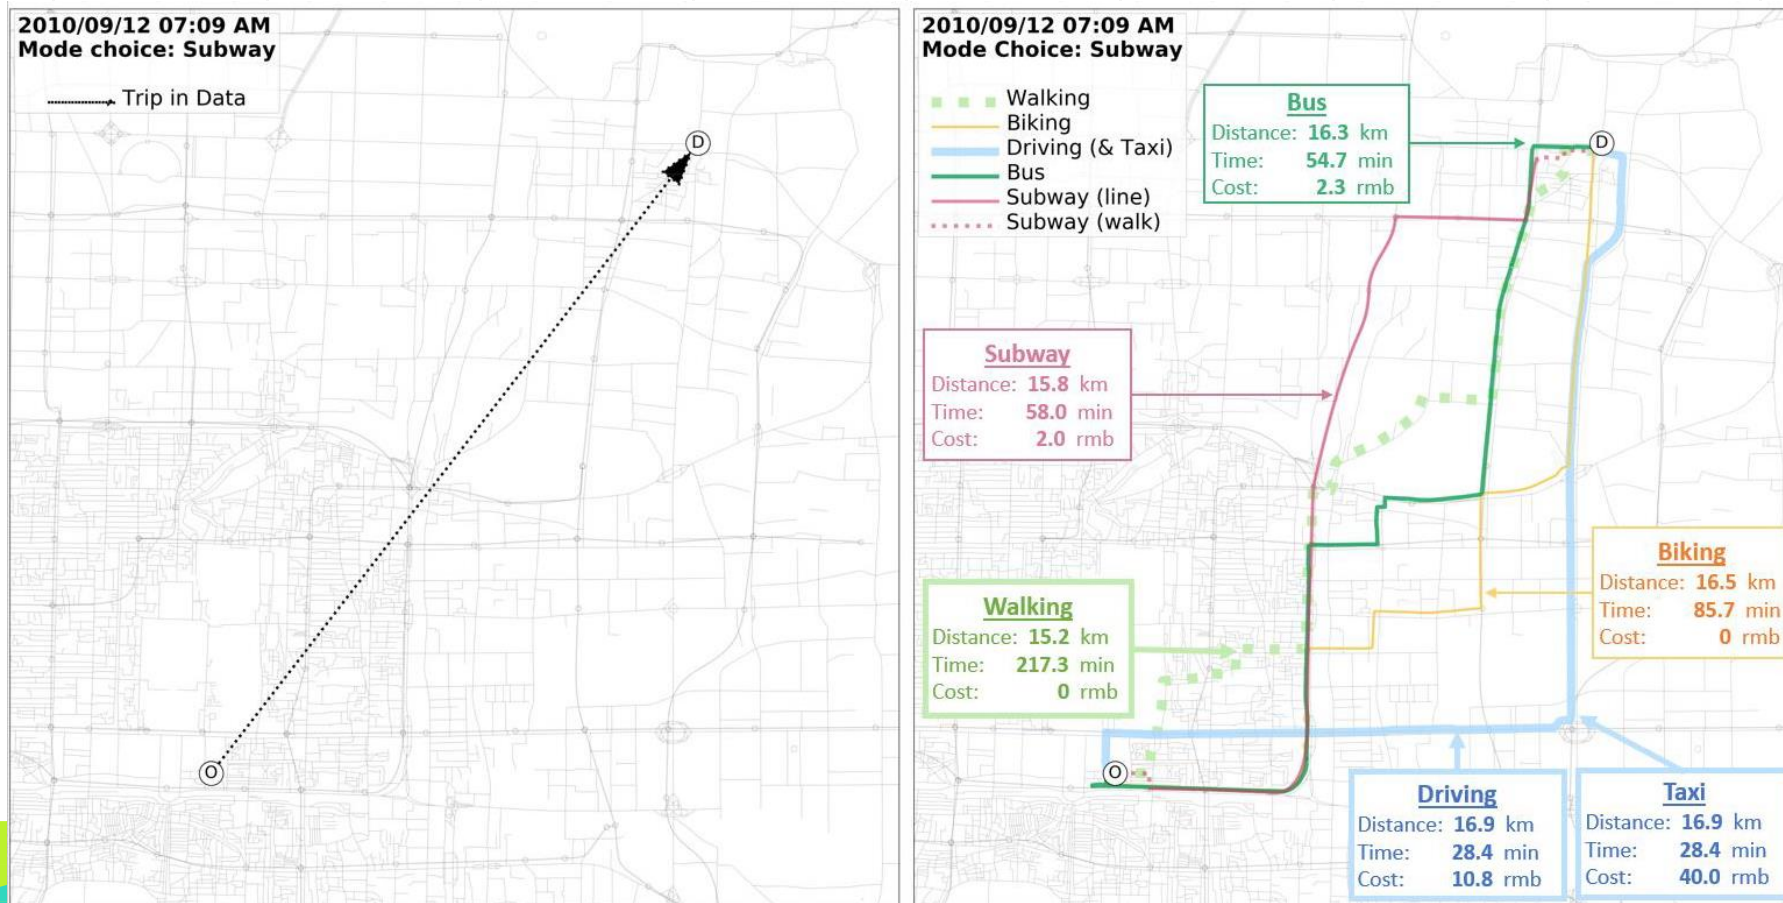 2010/09/12 07:09 AM
Mode choice: Subway
Trip in Data
D
O
2010/09/12 07:09 AM
Mode Choice: Subway
Walking
Biking
Driving (& Taxi)
Bus
Subway (line)
Subway (walk)
Bus
Distance: 16.3 km
Time: 54.7 min
Cost: 2.3 rmb
D
Subway
Distance: 15.8 km
Time: 58.0 min
Cost: 2.0 rmb
Biking
Distance: 16.5 km
Time: 85.7 min
Cost: 0 rmb
Walking
Distance: 15.2 km
Time: 217.3 min
Cost: 0 rmb
O
Driving
Distance: 16.9 km
Time: 28.4 min
Cost: 10.8 rmb
Taxi
Distance: 16.9 km
Time: 28.4 min
Cost: 40.0 rmb